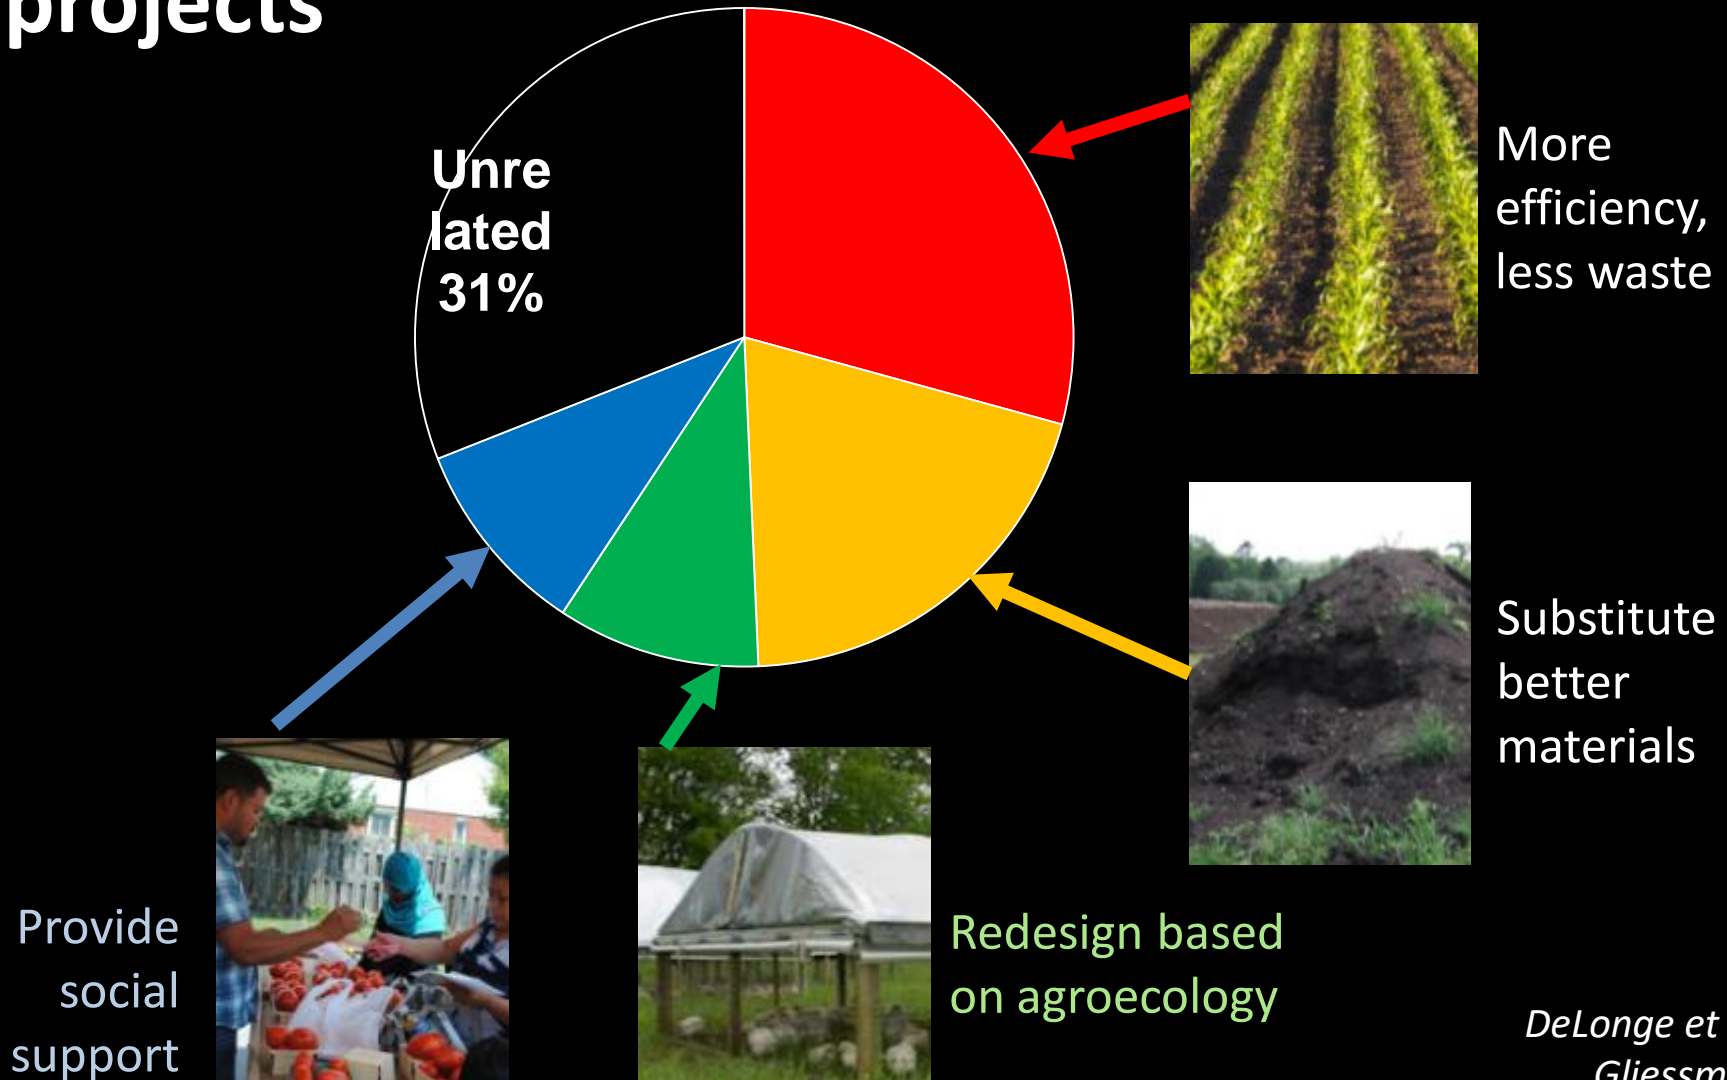 projects
Unre
lated
31%
More
efficiency,
less waste
Substitute
better
materials
Provide
social
support
Redesign based
on agroecology
DeLonge et
Gliessm